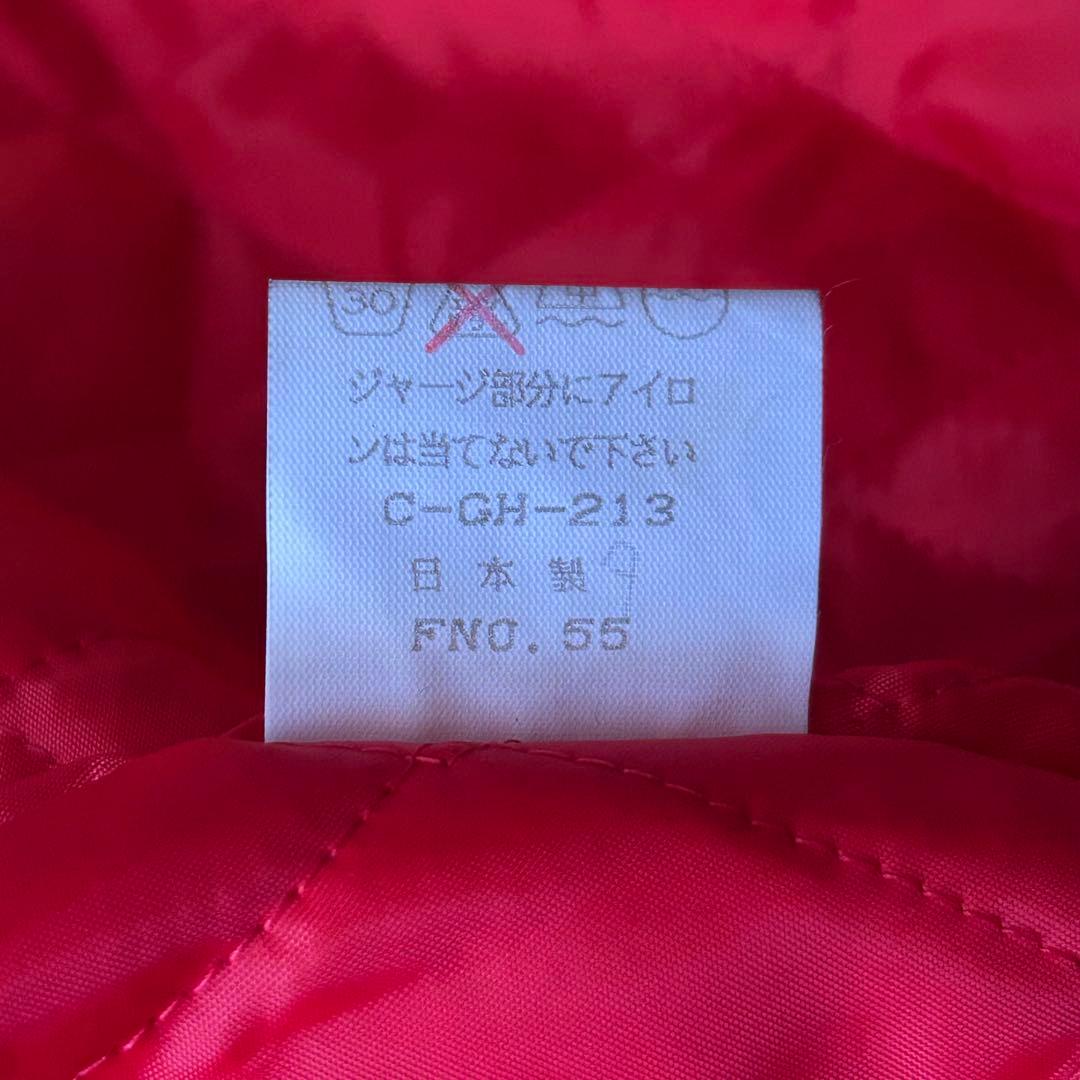 30
ジャージ部分にアイロ
ンは当てないで下さい
C-GH-213
日本製
FNO. 55